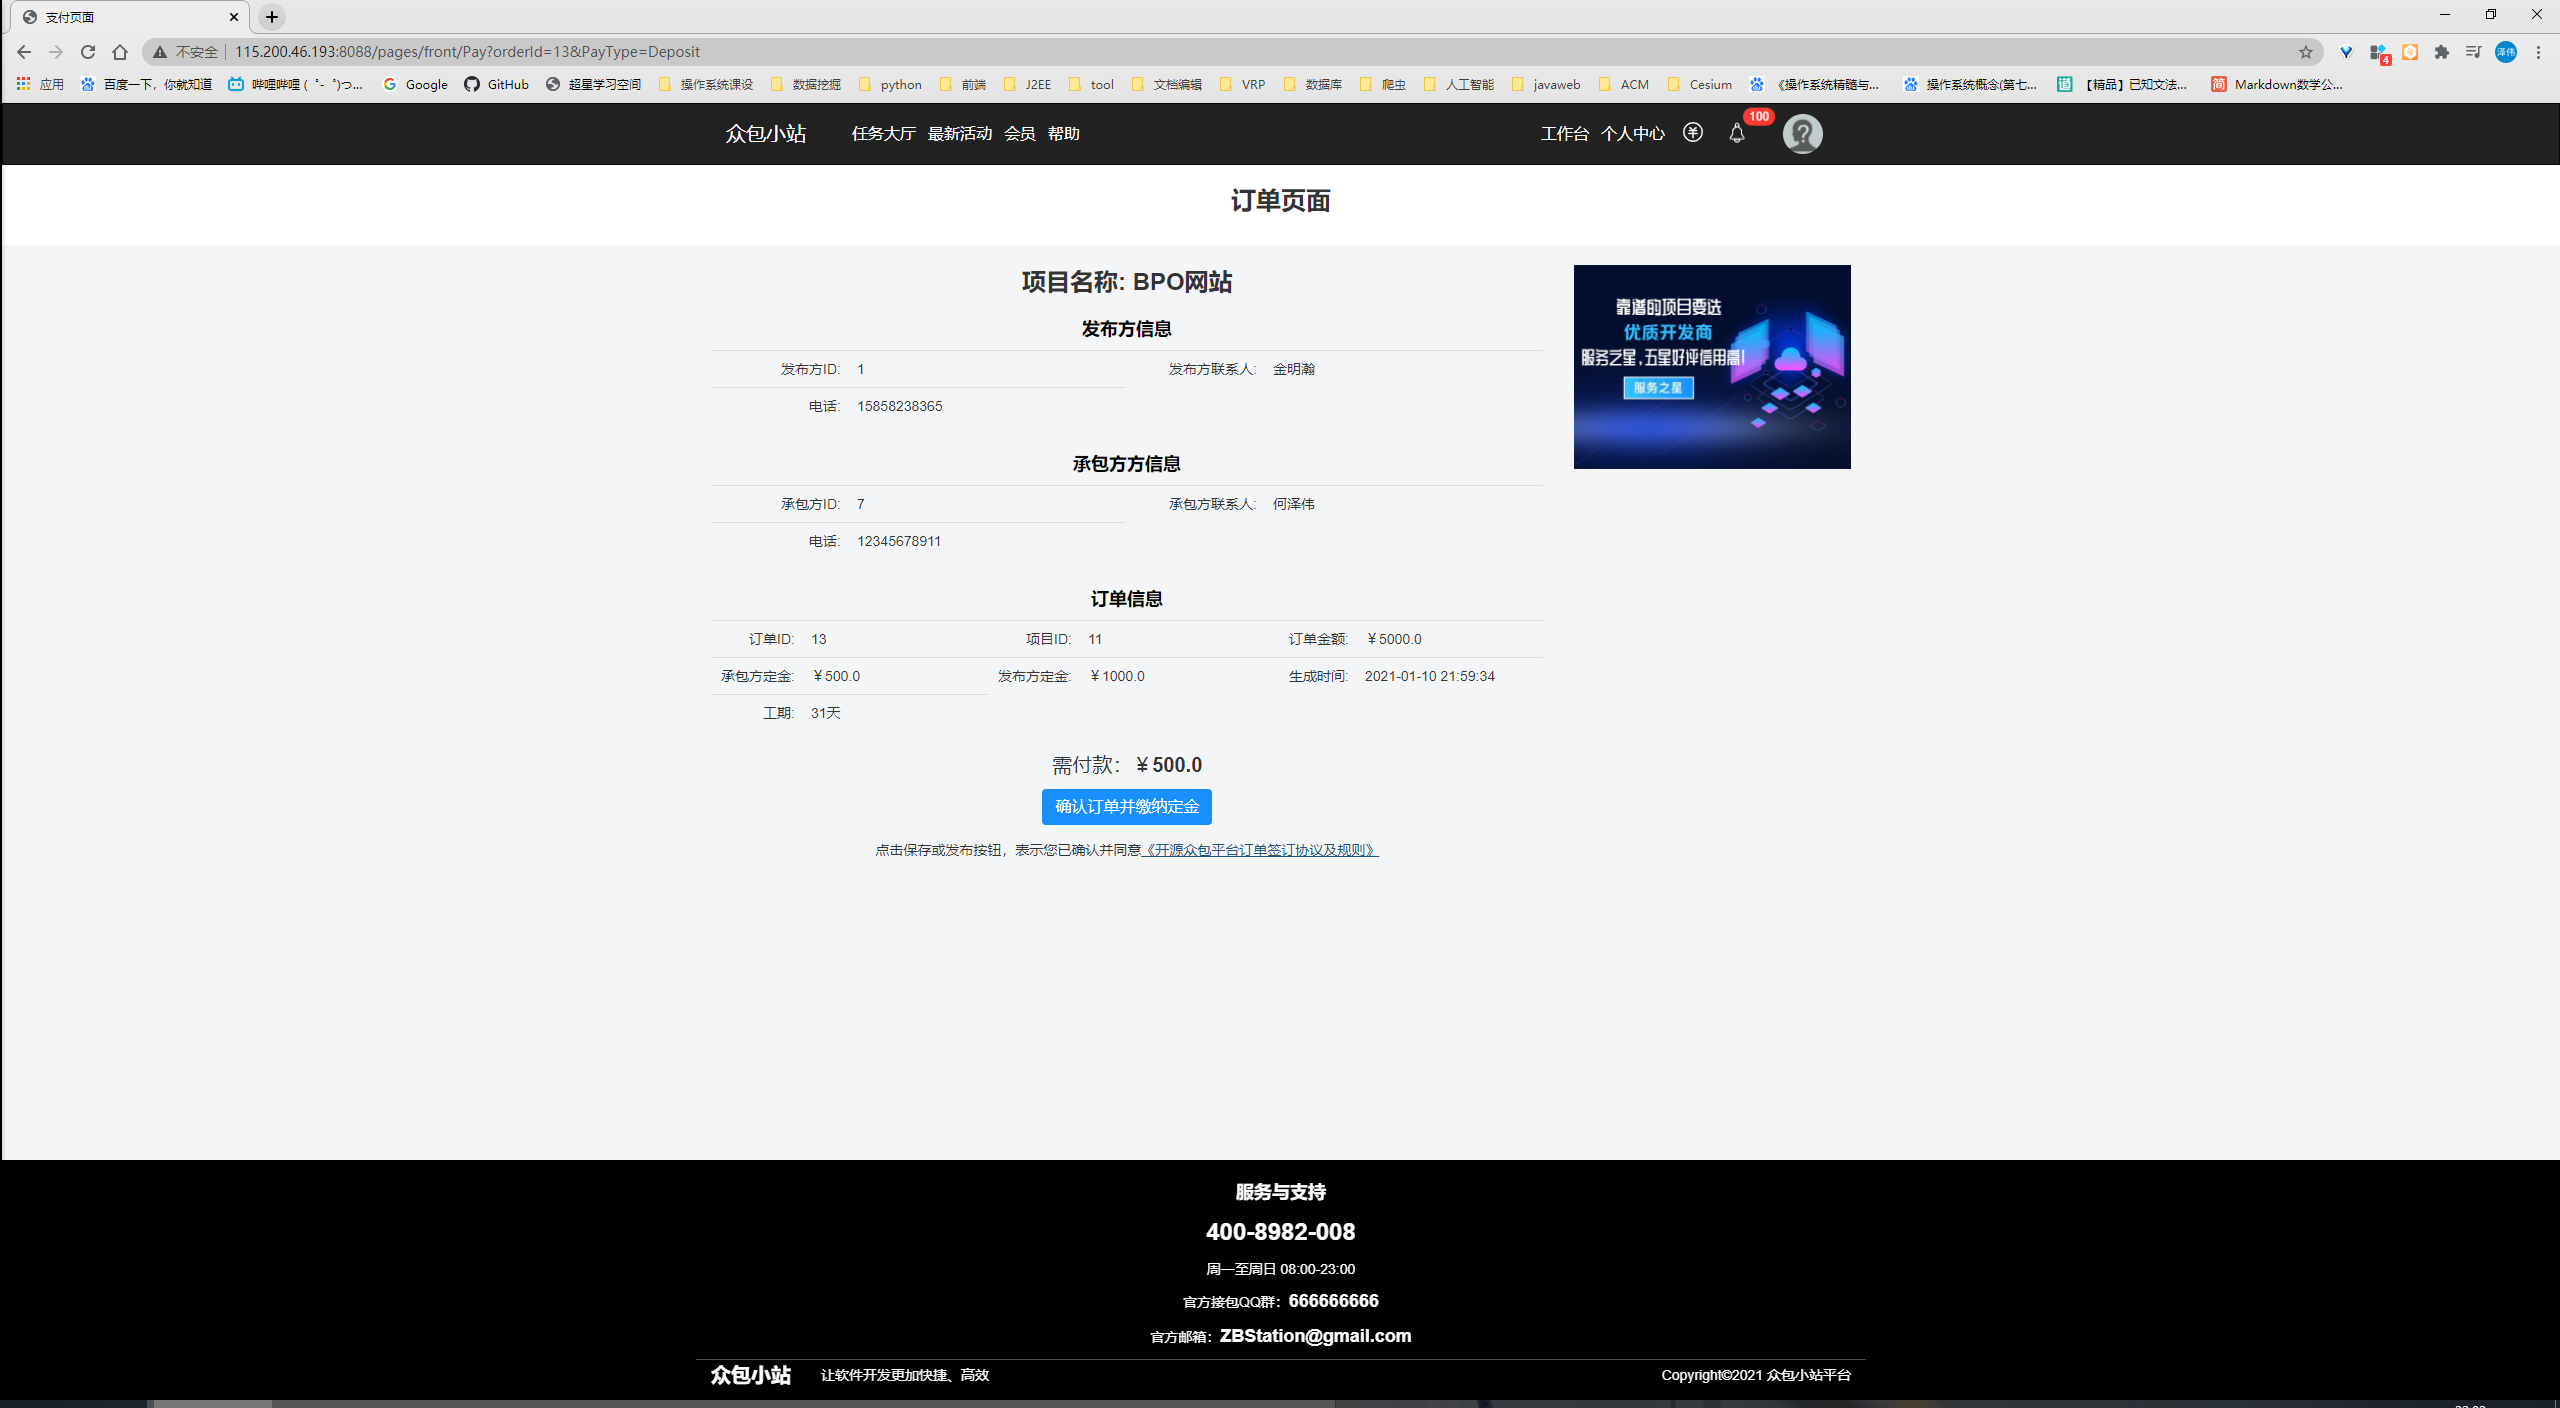 支付页面
不安全 115.200.46.193:8088/pages/front/Pay?orderId=13&PayType=Deposit
4
泽伟
应用 百度一下，你就知道 哔哩哔哩 ( ゜- ゜)つ... Google GitHub 超星学习空间 操作系统课设 数据挖掘 python 前端 J2EE tool 文档编辑 VRP 数据库 爬虫 人工智能 javaweb ACM Cesium 《操作系统精髓与... 操作系统概念(第七... 【精品】已知文法... Markdown数学公...
众包小站 任务大厅 最新活动 会员 帮助 工作台 个人中心 100
订单页面
项目名称: BPO网站
发布方信息
发布方ID: 1 发布方联系人: 金明瀚
电话: 15858238365
承包方方信息
承包方ID: 7 承包方联系人: 何泽伟
电话: 12345678911
订单信息
订单ID: 13 项目ID: 11 订单金额: ￥5000.0
承包方定金: ￥500.0 发布方定金: ￥1000.0 生成时间: 2021-01-10 21:59:34
工期: 31天
需付款：￥500.0
确认订单并缴纳定金
点击保存或发布按钮，表示您已确认并同意《开源众包平台订单签订协议及规则》
靠谱的项目要选
优质开发商
服务之星,五星好评信用高!
服务之星
服务与支持
400-8982-008
周一至周日 08:00-23:00
官方接包QQ群：666666666
官方邮箱：ZBStation@gmail.com
众包小站 让软件开发更加快捷、高效 Copyright©2021 众包小站平台